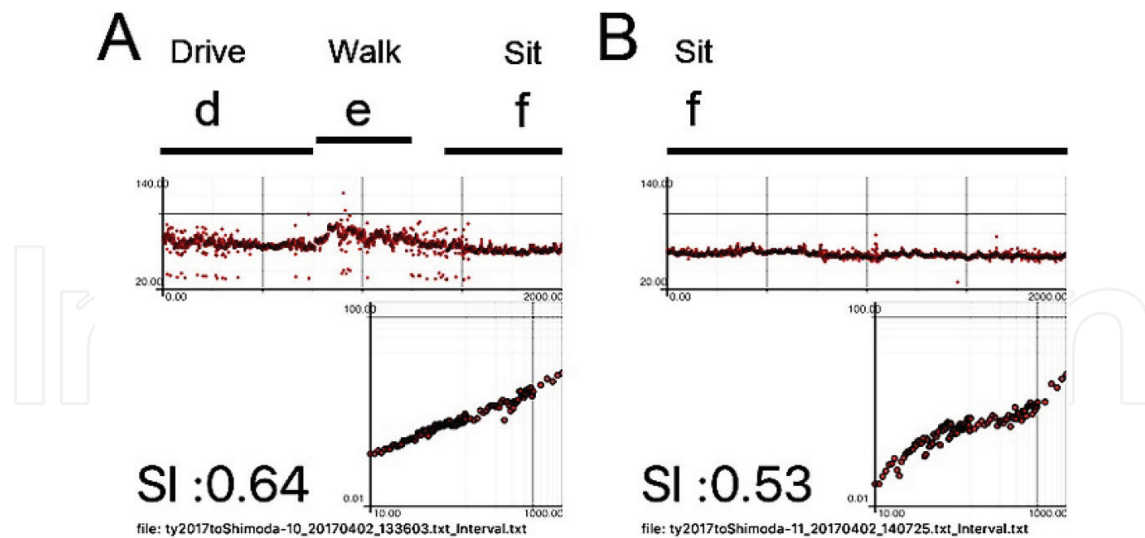 A Drive Walk Sit
d e f
140.00
20.00
0.00 2000.00
100.00
0.01
10.00 1000.00
SI :0.64
file: ty2017toShimoda-10_20170402_133603.txt_Interval.txt
B Sit
f
140.00
20.00
0.00 2000.00
100.00
0.01
10.00 1000.00
SI :0.53
file: ty2017toShimoda-11_20170402_140725.txt_Interval.txt